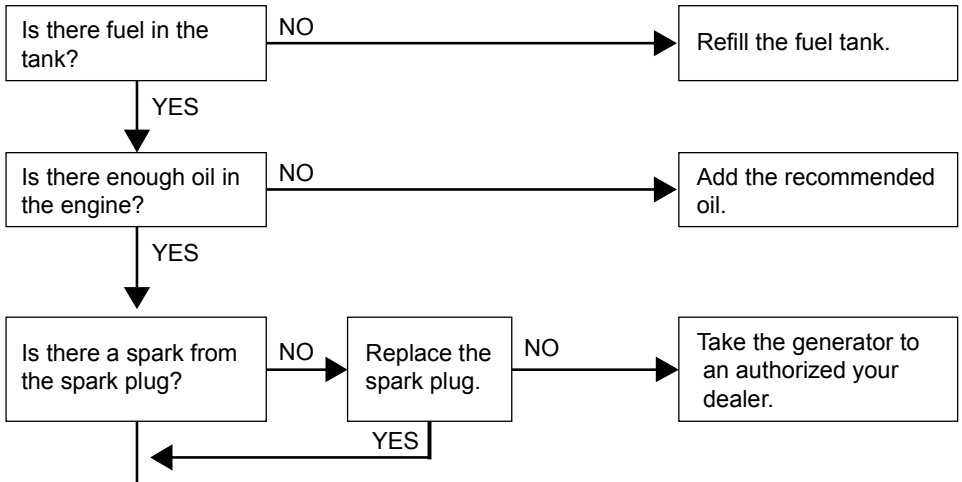 Is there fuel in the
tank?
NO
Refill the fuel tank.
YES
Is there enough oil in
the engine?
NO
Add the recommended
oil.
YES
Is there a spark from
the spark plug?
NO
Replace the
spark plug.
NO
Take the generator to
an authorized your
dealer.
YES